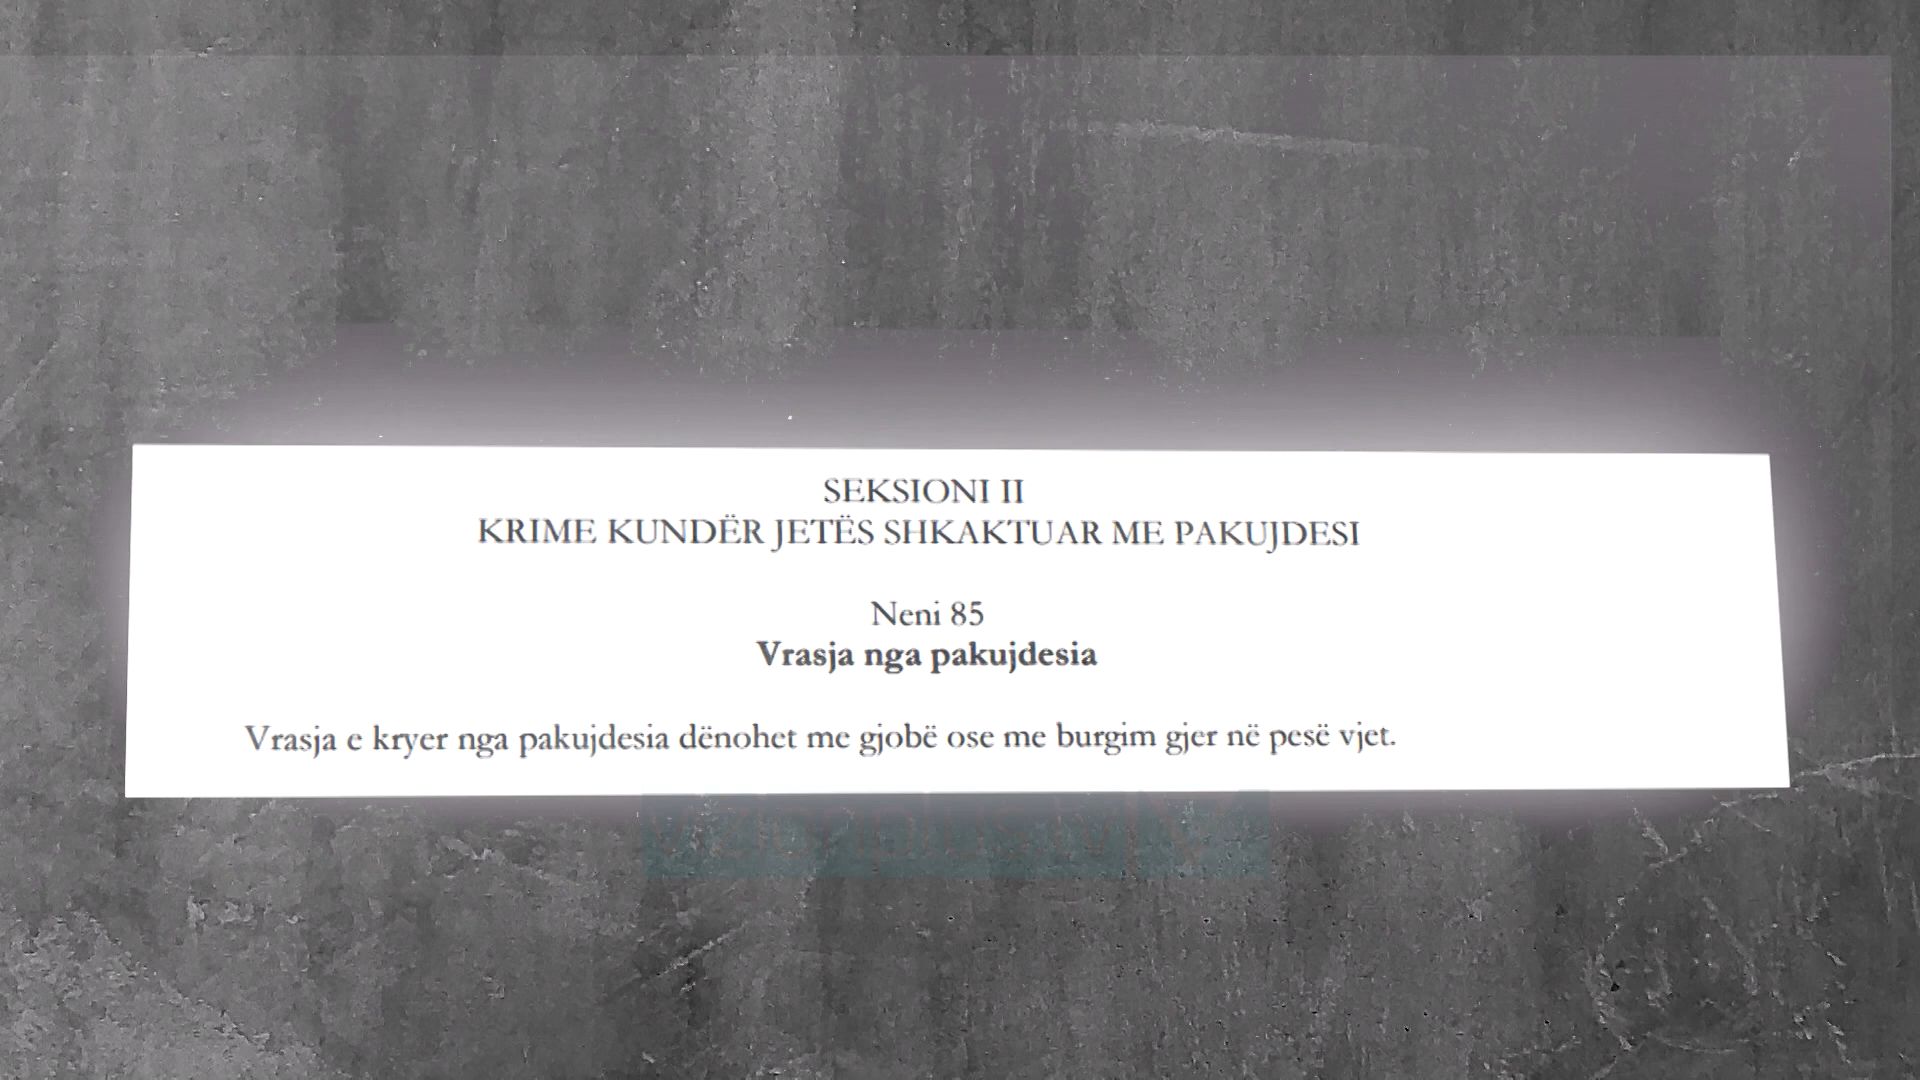 SEKSIONI II
KRIME KUNDËR JETËS SHKAKTUAR ME PAKUJDESI
Neni 85
Vrasja nga pakujdesia
Vrasja e kryer nga pakujdesia dënohet me gjobë ose me burgim gjer në pesë vjet.